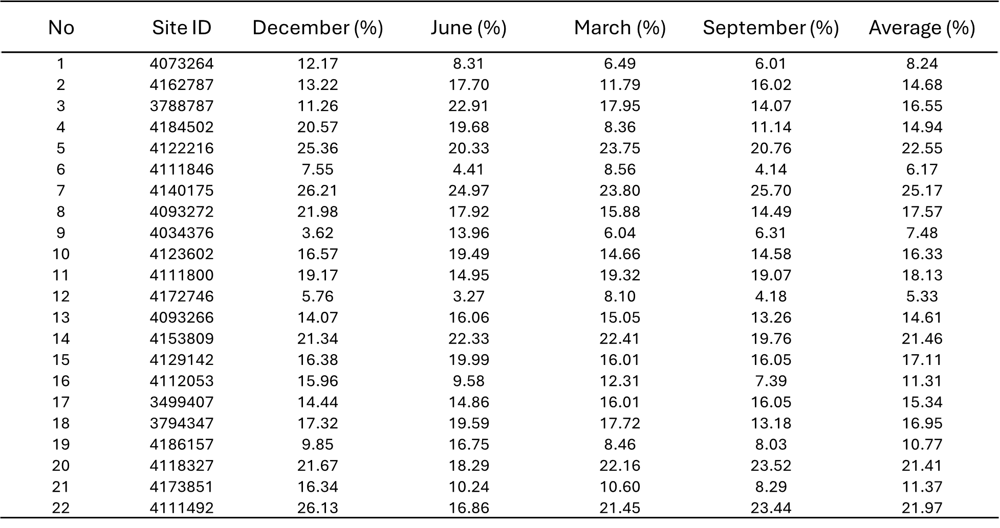 No Site ID December (%) June (%) March (%) September (%) Average (%)
1 4073264 12.17 8.31 6.49 6.01 8.24
2 4162787 13.22 17.70 11.79 16.02 14.68
3 3788787 11.26 22.91 17.95 14.07 16.55
4 4184502 20.57 19.68 8.36 11.14 14.94
5 4122216 25.36 20.33 23.75 20.76 22.55
6 4111846 7.55 4.41 8.56 4.14 6.17
7 4140175 26.21 24.97 23.80 25.70 25.17
8 4093272 21.98 17.92 15.88 14.49 17.57
9 4034376 3.62 13.96 6.04 6.31 7.48
10 4123602 16.57 19.49 14.66 14.58 16.33
11 4111800 19.17 14.95 19.32 19.07 18.13
12 4172746 5.76 3.27 8.10 4.18 5.33
13 4093266 14.07 16.06 15.05 13.26 14.61
14 4153809 21.34 22.33 22.41 19.76 21.46
15 4129142 16.38 19.99 16.01 16.05 17.11
16 4112053 15.96 9.58 12.31 7.39 11.31
17 3499407 14.44 14.86 16.01 16.05 15.34
18 3794347 17.32 19.59 17.72 13.18 16.95
19 4186157 9.85 16.75 8.46 8.03 10.77
20 4118327 21.67 18.29 22.16 23.52 21.41
21 4173851 16.34 10.24 10.60 8.29 11.37
22 4111492 26.13 16.86 21.45 23.44 21.97